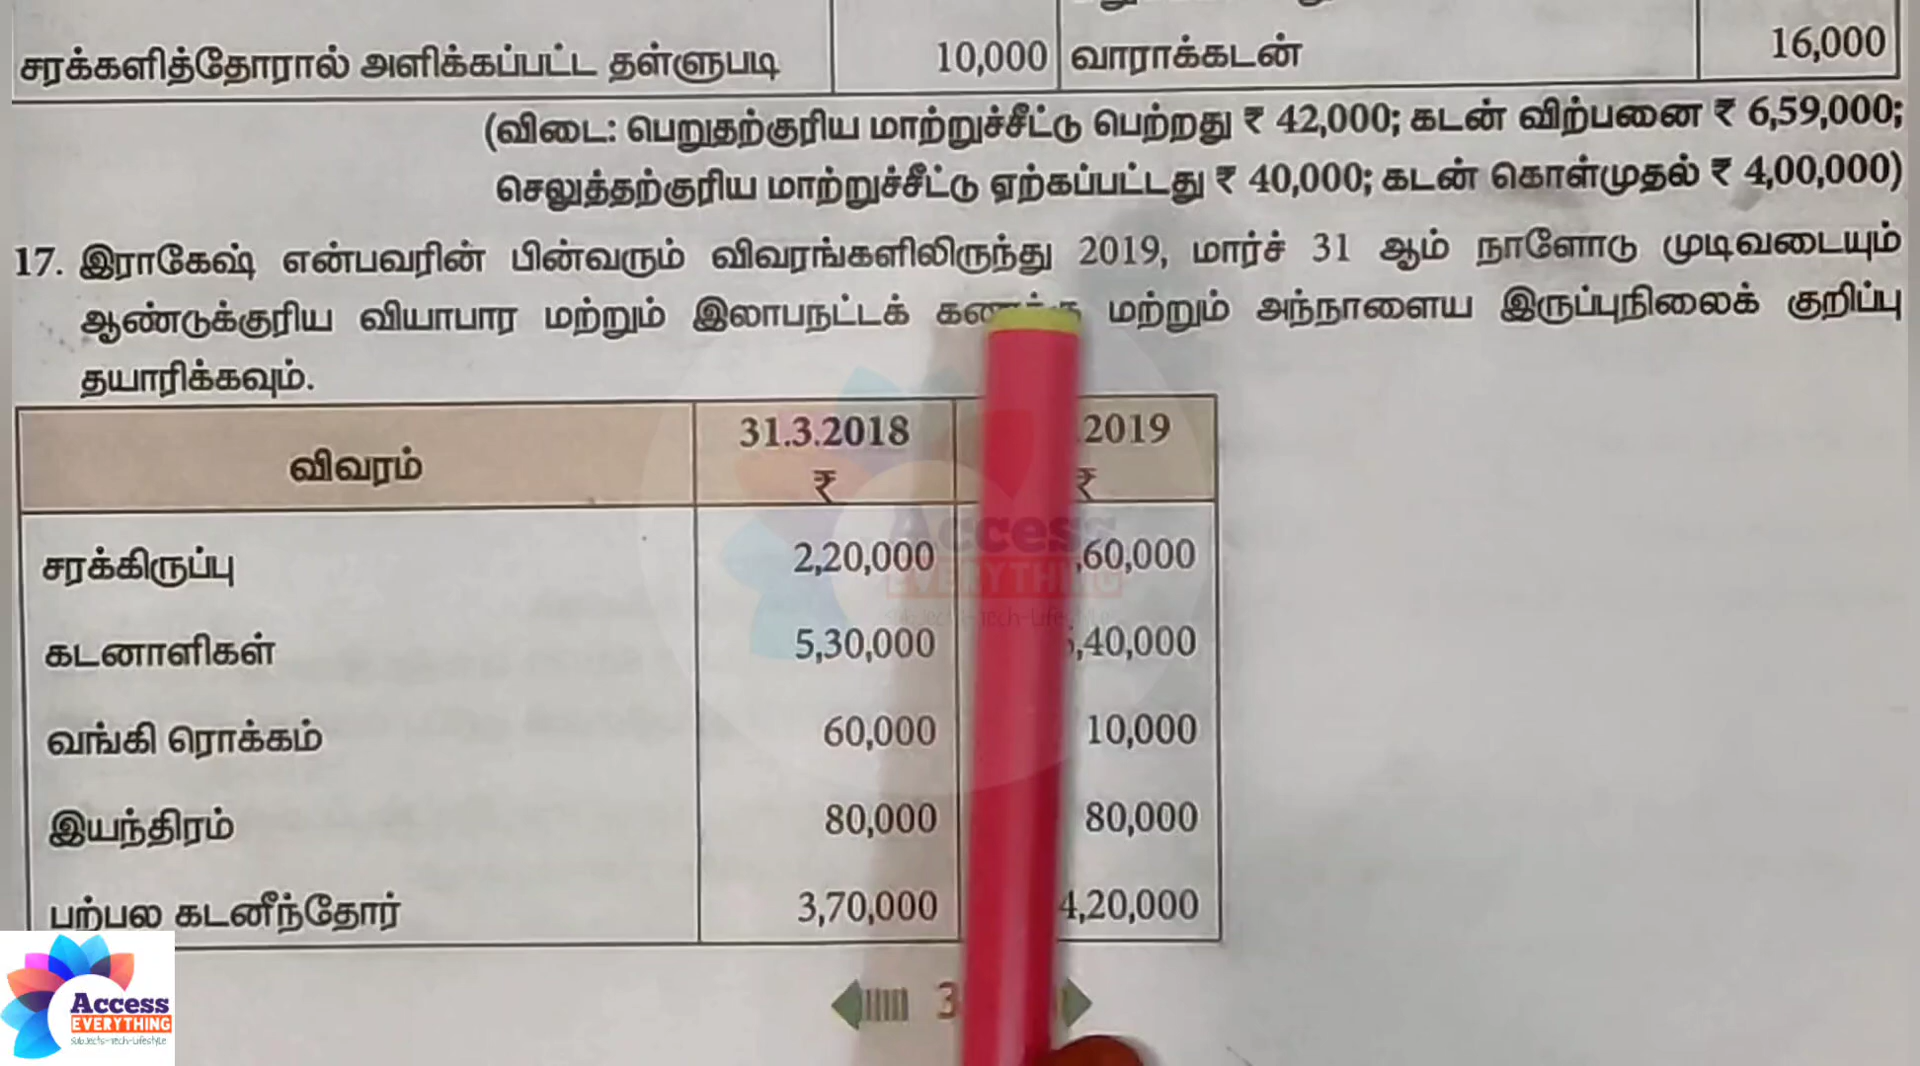 சரக்களித்தோரால் அளிக்கப்பட்ட தள்ளுபடி 10,000 வாராக்கடன் 16,000
(விடை: பெறுதற்குரிய மாற்றுச்சீட்டு பெற்றது ₹ 42,000; கடன் விற்பனை ₹ 6,59,000;
செலுத்தற்குரிய மாற்றுச்சீட்டு ஏற்கப்பட்டது ₹ 40,000; கடன் கொள்முதல் ₹ 4,00,000)
17. இராகேஷ் என்பவரின் பின்வரும் விவரங்களிலிருந்து 2019, மார்ச் 31 ஆம் நாளோடு முடிவடையும்
ஆண்டுக்குரிய வியாபார மற்றும் இலாபநட்டக் மற்றும் அந்நாளைய இருப்புநிலைக் குறிப்பு
தயாரிக்கவும்.
விவரம் 31.3.2018 .2019
₹ ₹
சரக்கிருப்பு 2,20,000 ,60,000
கடனாளிகள் 5,30,000 ,40,000
வங்கி ரொக்கம் 60,000 10,000
இயந்திரம் 80,000 80,000
பற்பல கடனீந்தோர் 3,70,000 4,20,000
3
Access
EVERYTHING
Subjects-Tech-Lifestyle